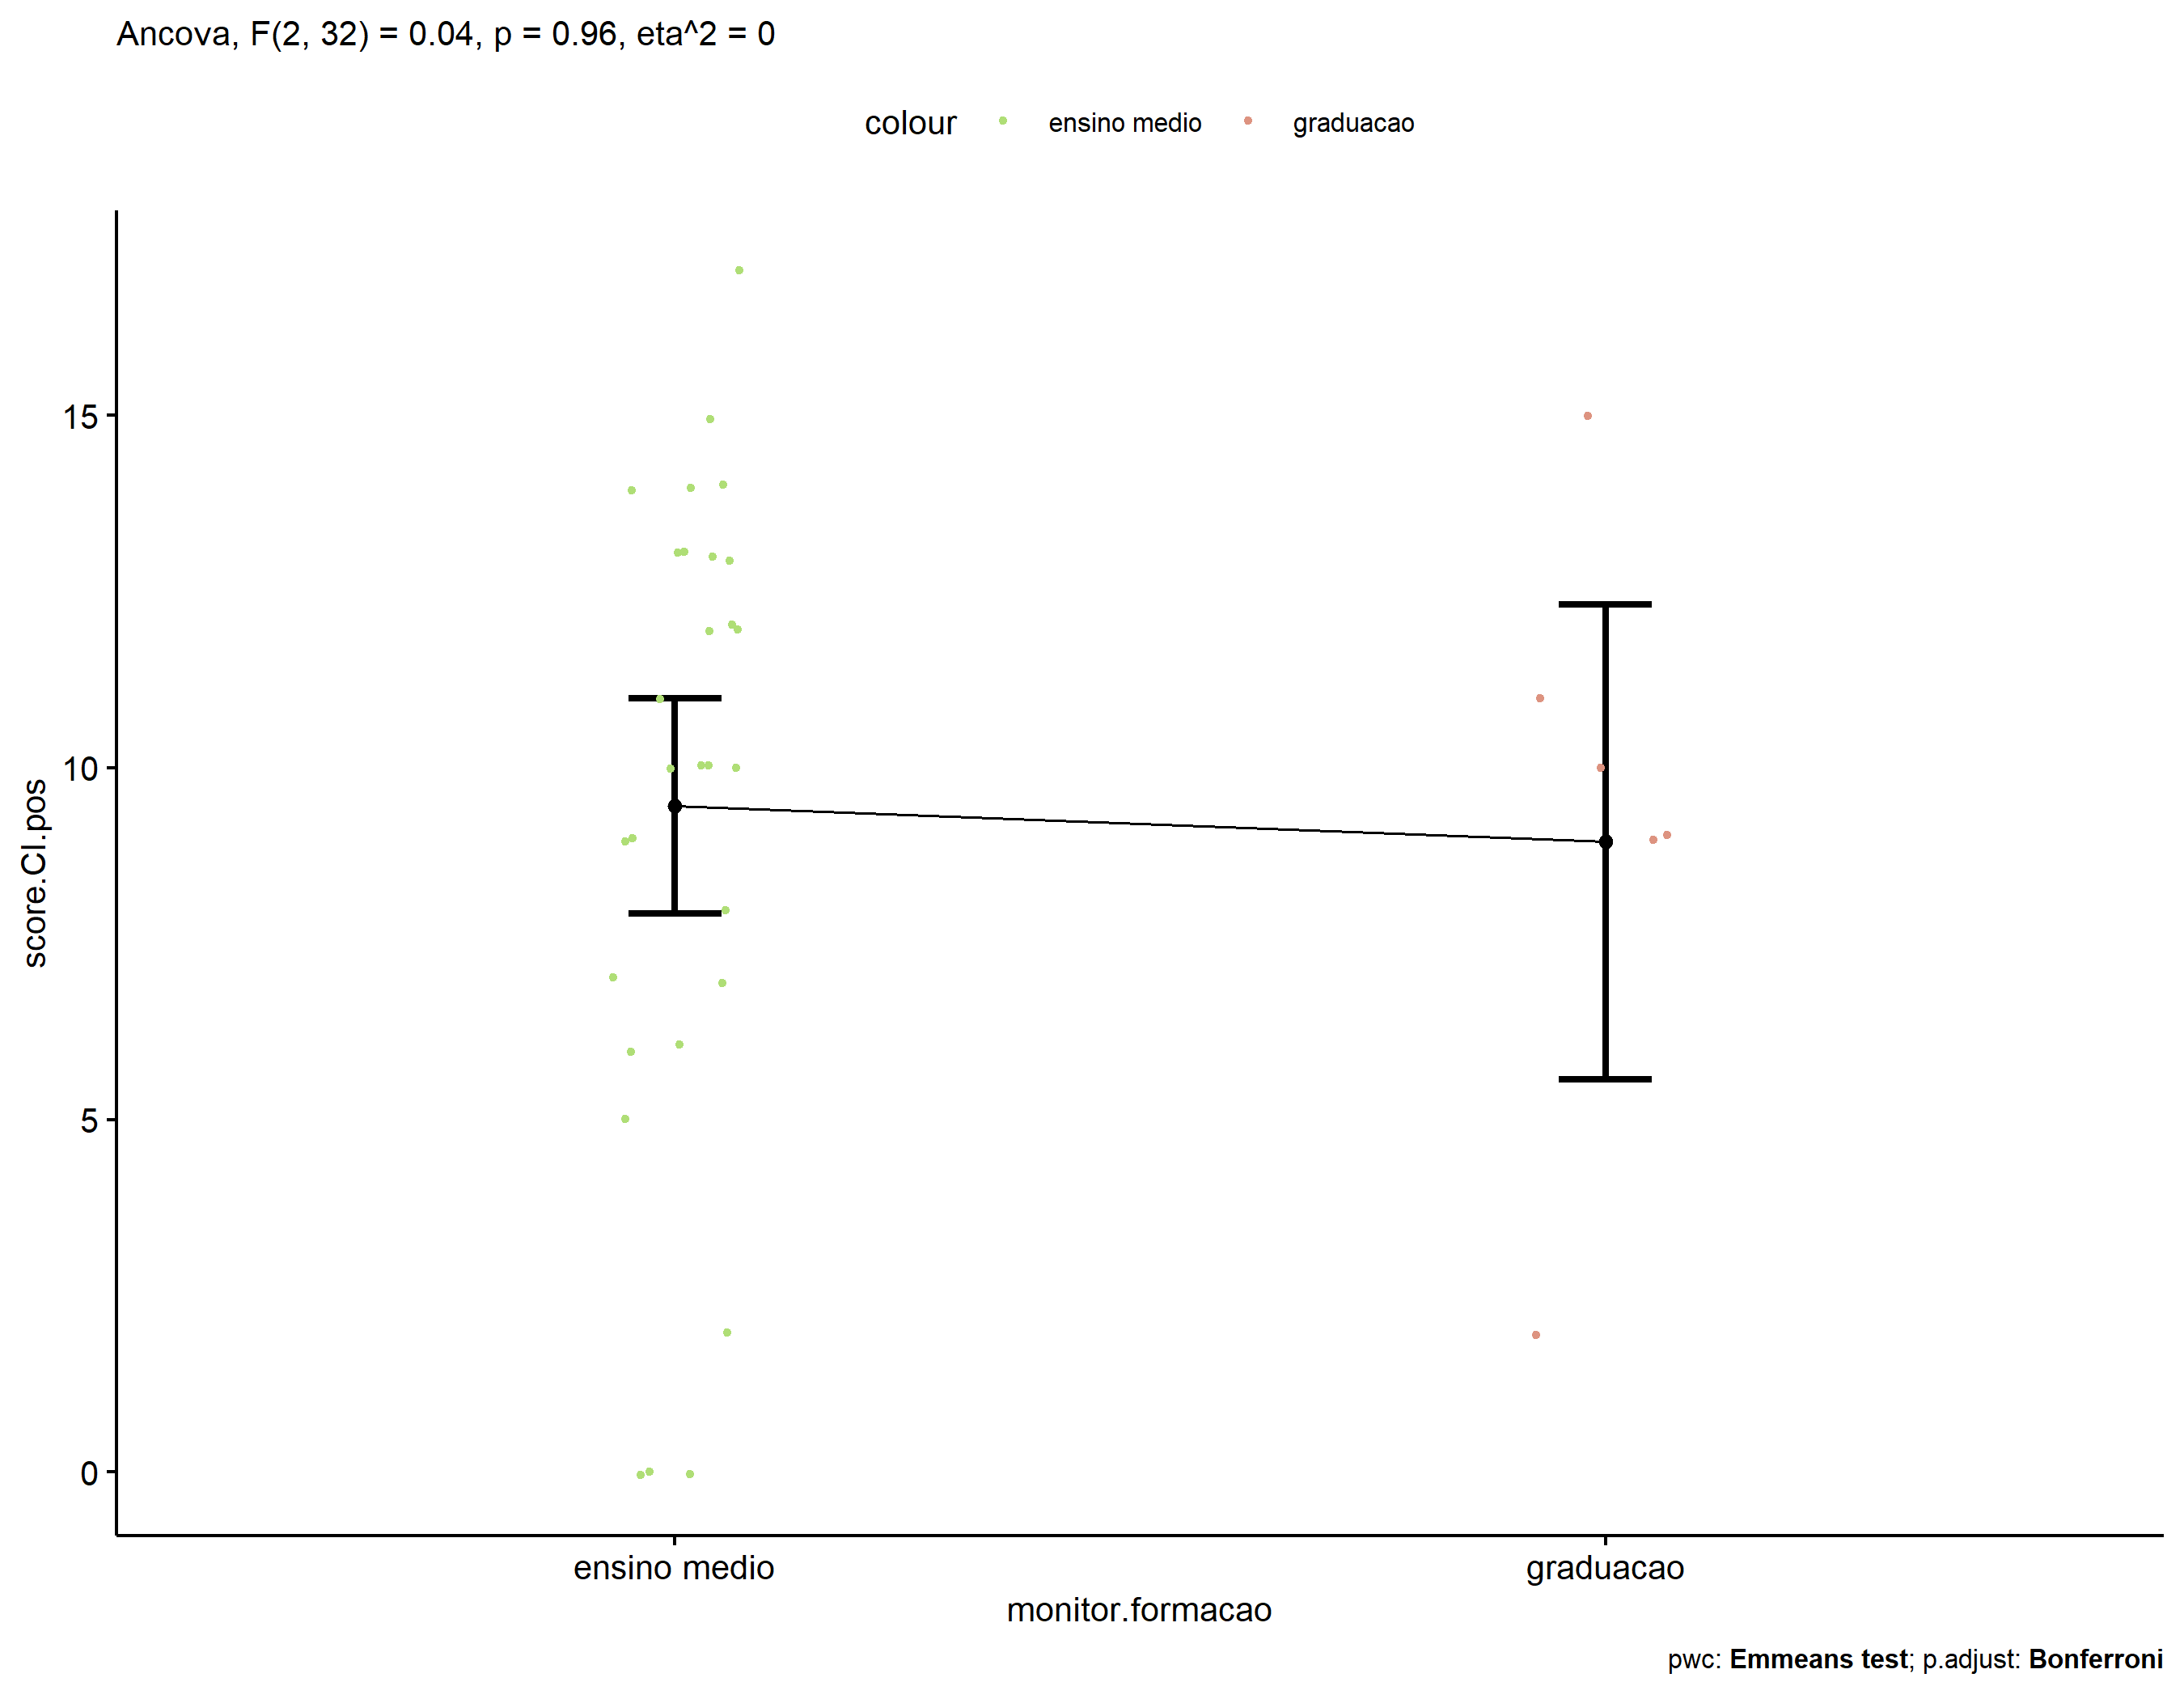 Ancova, F(2, 32) = 0.04, p = 0.96, eta^2 = 0
colour ensino medio graduacao
score.CI.pos
15
10
5
0
ensino medio graduacao
monitor.formacao
pwc: Emmeans test; p.adjust: Bonferroni